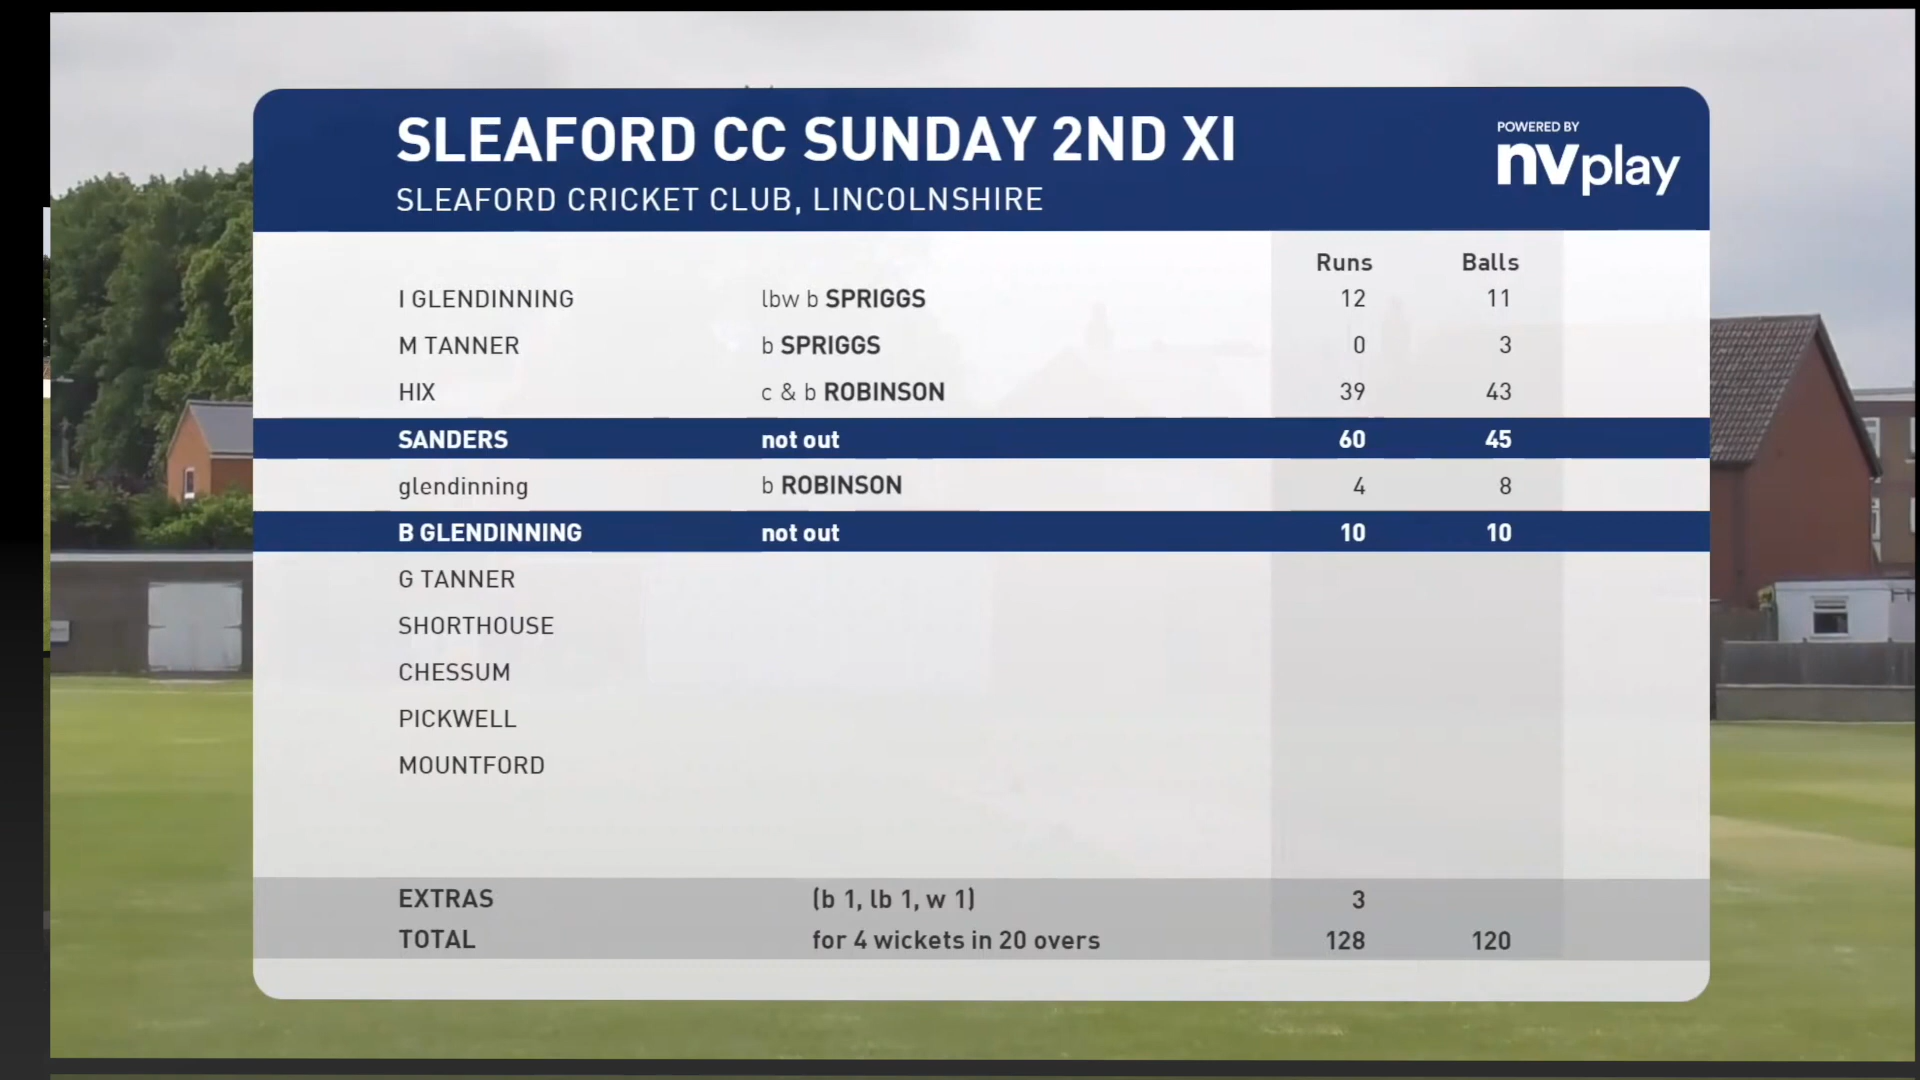 SLEAFORD CC SUNDAY 2ND XI
SLEAFORD CRICKET CLUB, LINCOLNSHIRE
POWERED BY
nvplay
Runs Balls
I GLENDINNING lbw b SPRIGGS 12 11
M TANNER b SPRIGGS 0 3
HIX c & b ROBINSON 39 43
SANDERS not out 60 45
glendinning b ROBINSON 4 8
B GLENDINNING not out 10 10
G TANNER
SHORTHOUSE
CHESSUM
PICKWELL
MOUNTFORD
EXTRAS (b 1, lb 1, w 1) 3
TOTAL for 4 wickets in 20 overs 128 120